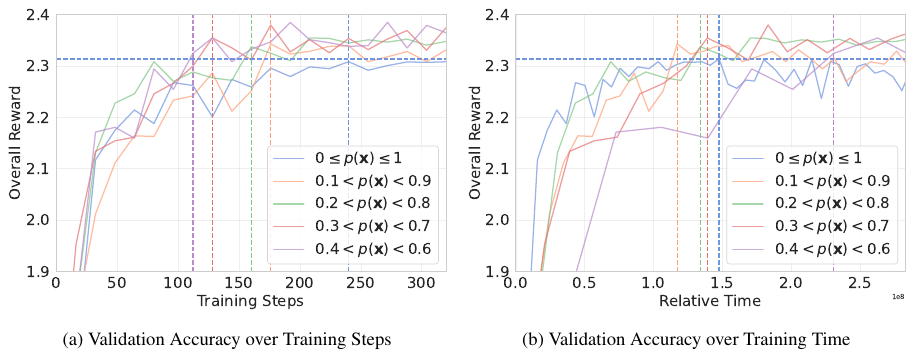 2.4
2.3
2.2
2.1
2.0
1.9
Overall Reward
0 50 100 150 200 250 300
Training Steps
0 ≤ p(x) ≤ 1
0.1 < p(x) < 0.9
0.2 < p(x) < 0.8
0.3 < p(x) < 0.7
0.4 < p(x) < 0.6
2.4
2.3
2.2
2.1
2.0
1.9
Overall Reward
0.0 0.5 1.0 1.5 2.0 2.5
Relative Time
1e8
0 ≤ p(x) ≤ 1
0.1 < p(x) < 0.9
0.2 < p(x) < 0.8
0.3 < p(x) < 0.7
0.4 < p(x) < 0.6
(a) Validation Accuracy over Training Steps
(b) Validation Accuracy over Training Time